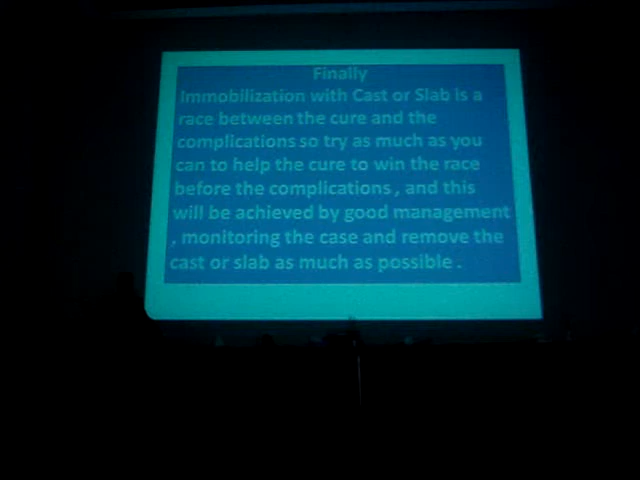 Finally
Immobilization with Cast or Slab is a
race between the cure and the
complications so try as much as you
can to help the cure to win the race
before the complications , and this
will be achieved by good management
, monitoring the case and remove the
cast or slab as much as possible .